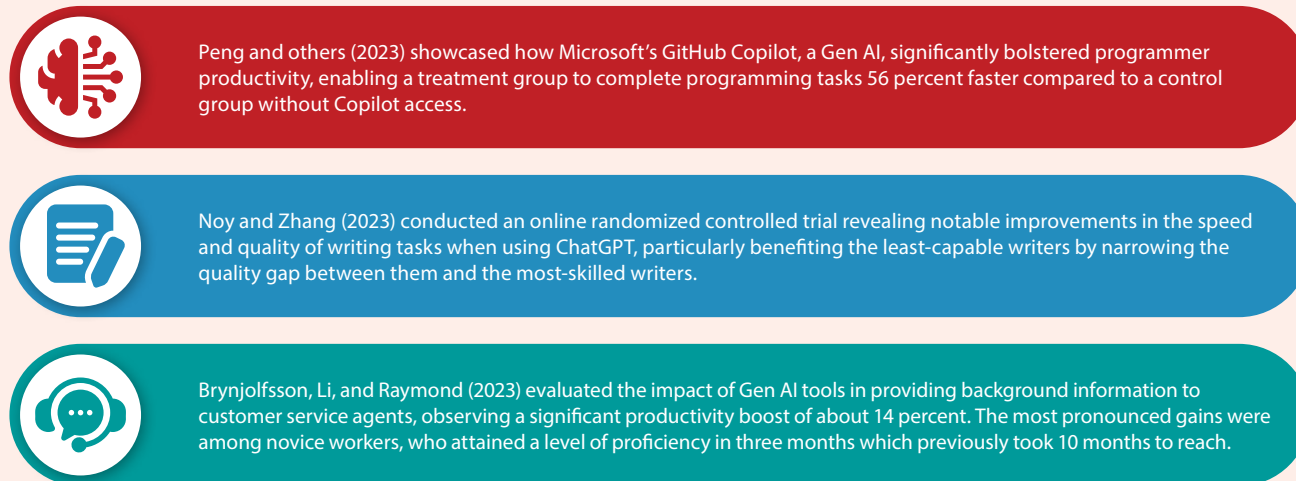 Peng and others (2023) showcased how Microsoft’s GitHub Copilot, a Gen AI, significantly bolstered programmer
productivity, enabling a treatment group to complete programming tasks 56 percent faster compared to a control
group without Copilot access.
Noy and Zhang (2023) conducted an online randomized controlled trial revealing notable improvements in the speed
and quality of writing tasks when using ChatGPT, particularly benefiting the least-capable writers by narrowing the
quality gap between them and the most-skilled writers.
Brynjolfsson, Li, and Raymond (2023) evaluated the impact of Gen AI tools in providing background information to
customer service agents, observing a significant productivity boost of about 14 percent. The most pronounced gains were
among novice workers, who attained a level of proficiency in three months which previously took 10 months to reach.